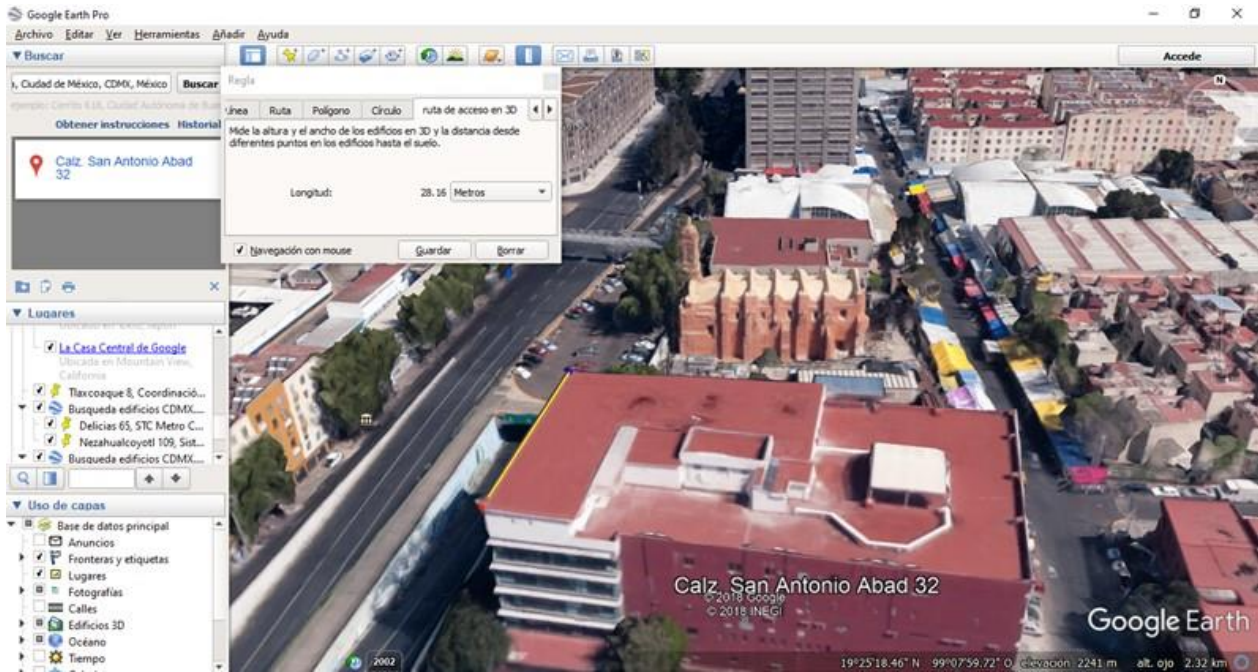 Google Earth Pro
Archivo Editar Ver Herramientas Añadir Ayuda
Buscar
Accede
, Ciudad de México, CDMX, México Buscar
Obtener instrucciones Historial
Calz. San Antonio Abad
32
Regla
Línea Ruta Polígono Círculo ruta de acceso en 3D
Mide la altura y el ancho de los edificios en 3D y la distancia desde
diferentes puntos en los edificios hasta el suelo.
Longitud: 28.16 Metros
Navegación con mouse Guardar Borrar
N
Lugares
La Casa Central de Google
Ubicada en Mountain View,
California
Tlaxcoaque 8, Coordinació...
Busqueda edificios CDMX....
Delicias 65, STC Metro C...
Nezahualcoyotl 109, Sist...
Busqueda edificios CDMX....
Uso de capas
Base de datos principal
Anuncios
Fronteras y etiquetas
Lugares
Fotografías
Calles
Edificios 3D
Océano
Tiempo
Calz. San Antonio Abad 32
© 2018 Google
© 2018 INEGI
Google Earth
2002
19°25'18.46" N 99°07'59.72" O elevación 2241 m alt. ojo 2.32 km